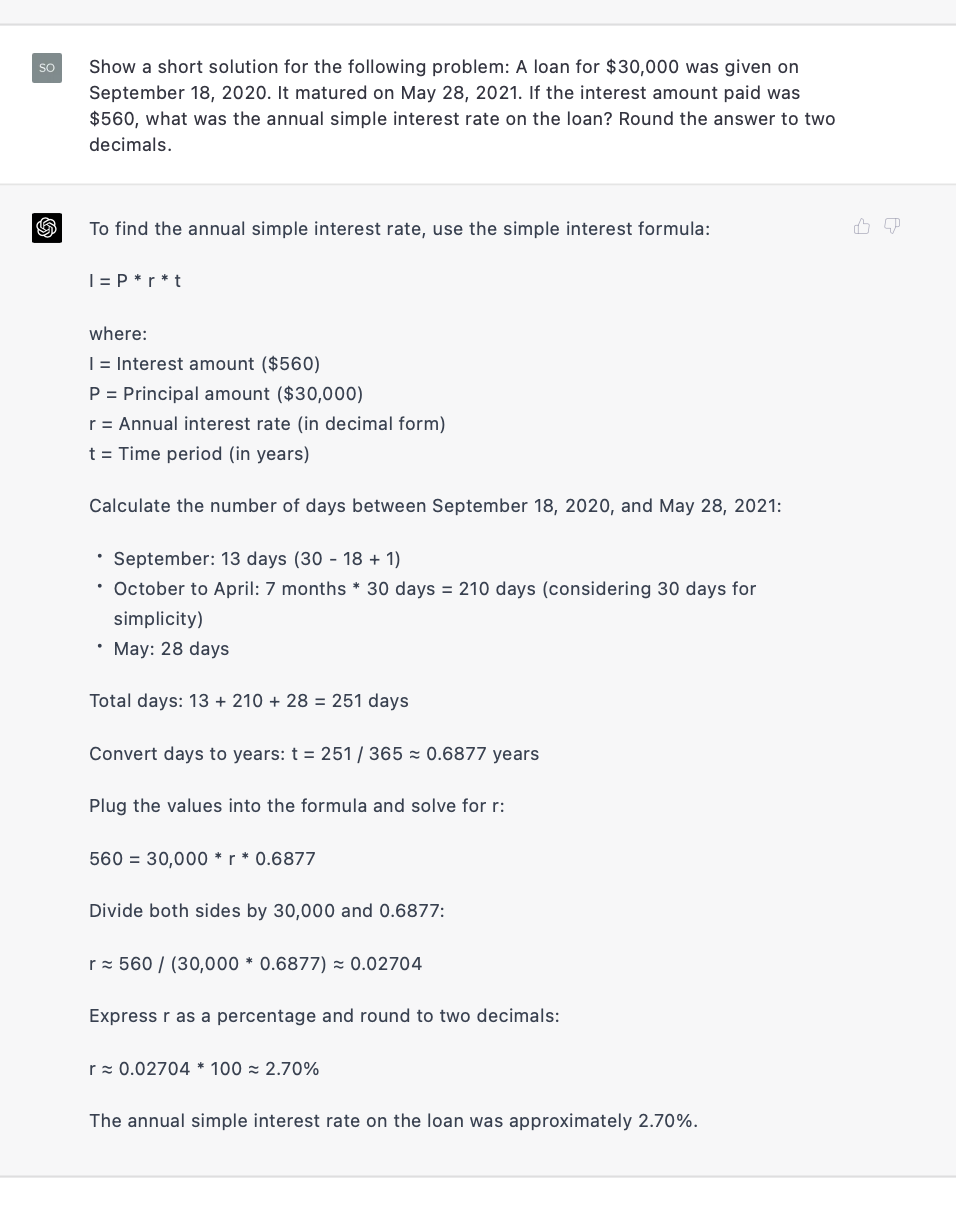 SO
Show a short solution for the following problem: A loan for $30,000 was given on
September 18, 2020. It matured on May 28, 2021. If the interest amount paid was
$560, what was the annual simple interest rate on the loan? Round the answer to two
decimals.
To find the annual simple interest rate, use the simple interest formula:
I = P * r * t
where:
I = Interest amount ($560)
P = Principal amount ($30,000)
r = Annual interest rate (in decimal form)
t = Time period (in years)
Calculate the number of days between September 18, 2020, and May 28, 2021:
• September: 13 days (30 - 18 + 1)
• October to April: 7 months * 30 days = 210 days (considering 30 days for
simplicity)
• May: 28 days
Total days: 13 + 210 + 28 = 251 days
Convert days to years: t = 251 / 365 ≈ 0.6877 years
Plug the values into the formula and solve for r:
560 = 30,000 * r * 0.6877
Divide both sides by 30,000 and 0.6877:
r ≈ 560 / (30,000 * 0.6877) ≈ 0.02704
Express r as a percentage and round to two decimals:
r ≈ 0.02704 * 100 ≈ 2.70%
The annual simple interest rate on the loan was approximately 2.70%.